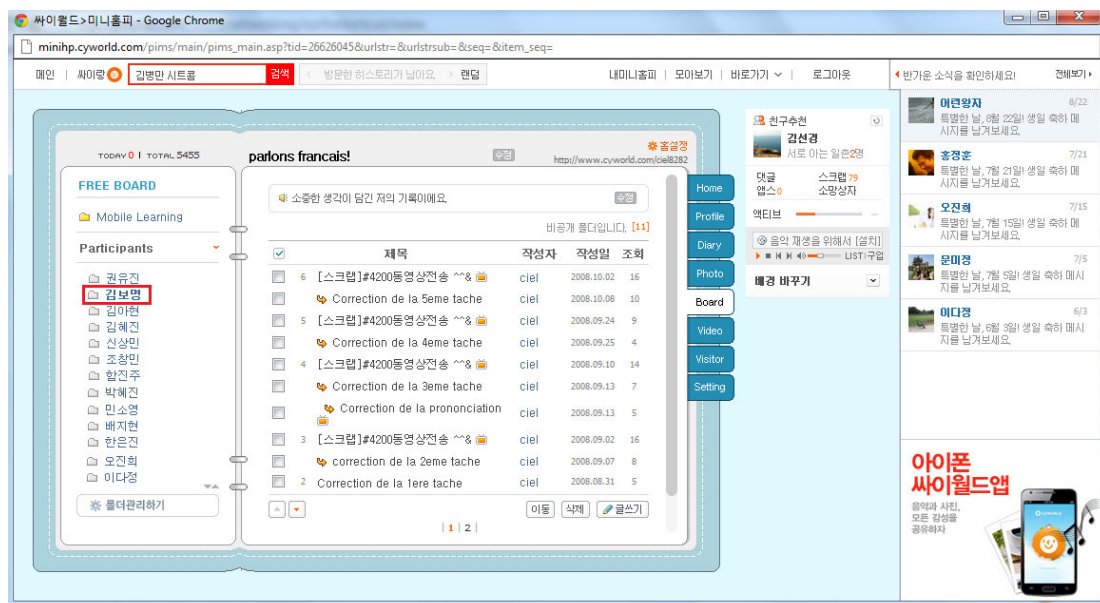 싸이월드>미니홈피 - Google Chrome
minihp.cyworld.com/pims/main/pims_main.asp?tid=26626045&urlstr=&urlstrsub=&seq=&item_seq=
메인 | 싸이랑 김병만 시트콤 검색 < 방문한 히스토리가 남아요. > 랜덤 내미니홈피 | 모아보기 | 바로가기 | 로그아웃
반가운 소식을 확인하세요! 전체보기
TODAY 0 | TOTAL 5455
parlons francais! 수정
홈설정
http://www.cyworld.com/ciel8282
FREE BOARD
Mobile Learning
Participants
권유진
김보명
김아현
김혜진
신상민
조창민
함진주
박혜진
민소영
배지현
한은진
오진희
이다정
폴더관리하기
소중한 생각이 담긴 저의 기록이에요. 수정
비공개 폴더입니다. [11]
제목 작성자 작성일 조회
6 [스크랩]#4200동영상전송 ^^& ciel 2008.10.02 16
Correction de la 5eme tache ciel 2008.10.08 10
5 [스크랩]#4200동영상전송 ^^& ciel 2008.09.24 9
Correction de la 4eme tache ciel 2008.09.25 4
4 [스크랩]#4200동영상전송 ^^& ciel 2008.09.10 14
Correction de la 3eme tache ciel 2008.09.13 7
Correction de la prononciation ciel 2008.09.13 5
3 [스크랩]#4200동영상전송 ^^& ciel 2008.09.02 16
correction de la 2eme tache ciel 2008.09.07 8
2 Correction de la 1ere tache ciel 2008.08.31 5
이동 삭제 글쓰기
| 1 | 2 |
Home
Profile
Diary
Photo
Board
Video
Visitor
Setting
친구추천
김선경
서로 아는 일촌2명
댓글 스크랩 79
앱스 0 소망상자
액티브
음악 재생을 위해서 [설치]
LIST 구입
배경 바꾸기
어련왕자 8/22
특별한 날, 8월 22일! 생일 축하 메
시지를 남겨보세요.
홍정훈 7/21
특별한 날, 7월 21일! 생일 축하 메
시지를 남겨보세요.
오진희 7/15
특별한 날, 7월 15일! 생일 축하 메
시지를 남겨보세요.
문미경 7/5
특별한 날, 7월 5일! 생일 축하 메시
지를 남겨보세요.
이디정 6/3
특별한 날, 6월 3일! 생일 축하 메시
지를 남겨보세요.
아이폰
싸이월드앱
음악과 사진,
모든 감성을
공유하자
CYWORLD